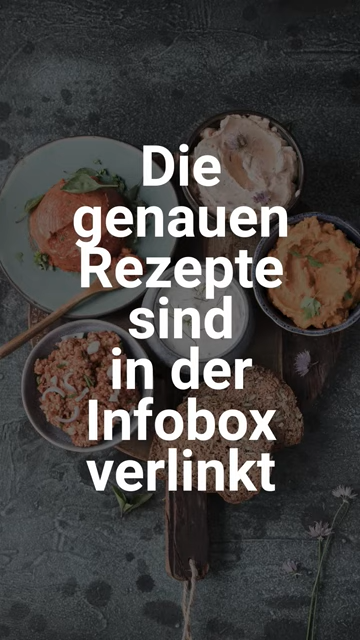 Die
genauen
Rezepte
sind
in der
Infobox
verlinkt